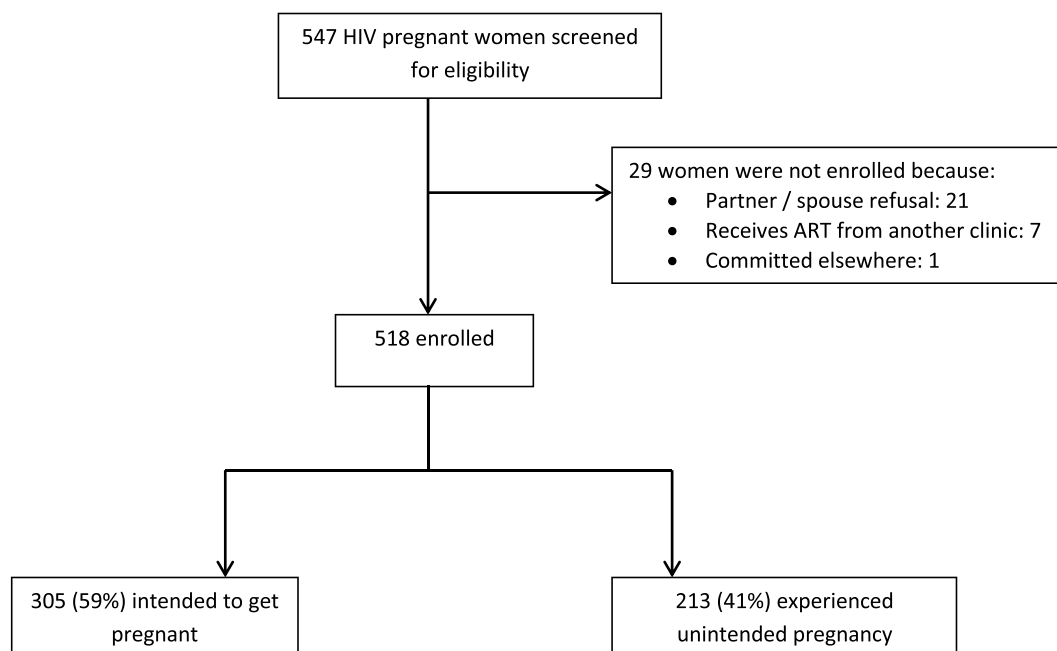 547 HIV pregnant women screened
for eligibility
29 women were not enrolled because:
• Partner / spouse refusal: 21
• Receives ART from another clinic: 7
• Committed elsewhere: 1
518 enrolled
305 (59%) intended to get
pregnant
213 (41%) experienced
unintended pregnancy